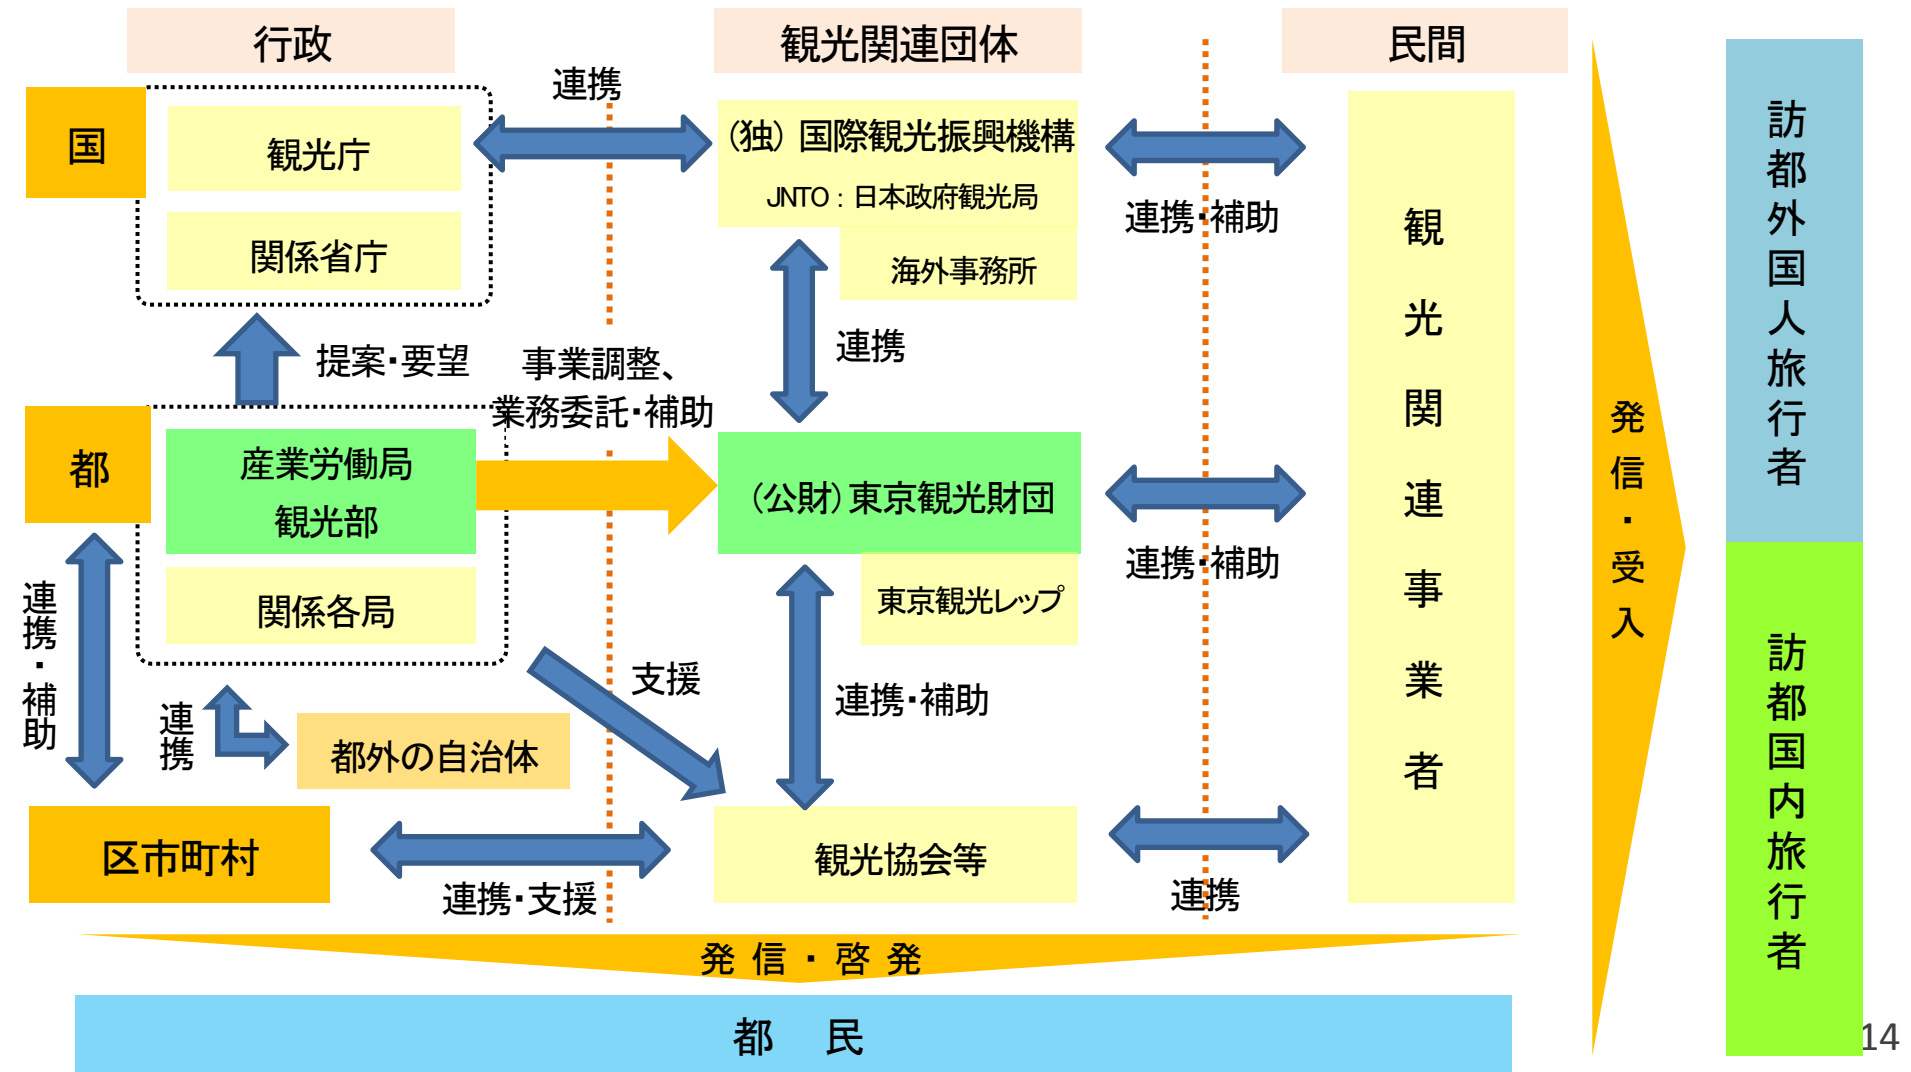 行政
観光関連団体
民間
国
観光庁
関係省庁
連携
(独) 国際観光振興機構
JNTO：日本政府観光局
海外事務所
連携・補助
提案・要望
事業調整、
業務委託・補助
連携
都
産業労働局
観光部
関係各局
(公財)東京観光財団
東京観光レップ
連携・補助
連携・補助
連携
都外の自治体
支援
連携・補助
区市町村
連携・支援
観光協会等
連携
観光関連事業者
発信・受入
訪都外国人旅行者
訪都国内旅行者
発信・啓発
都 民
14